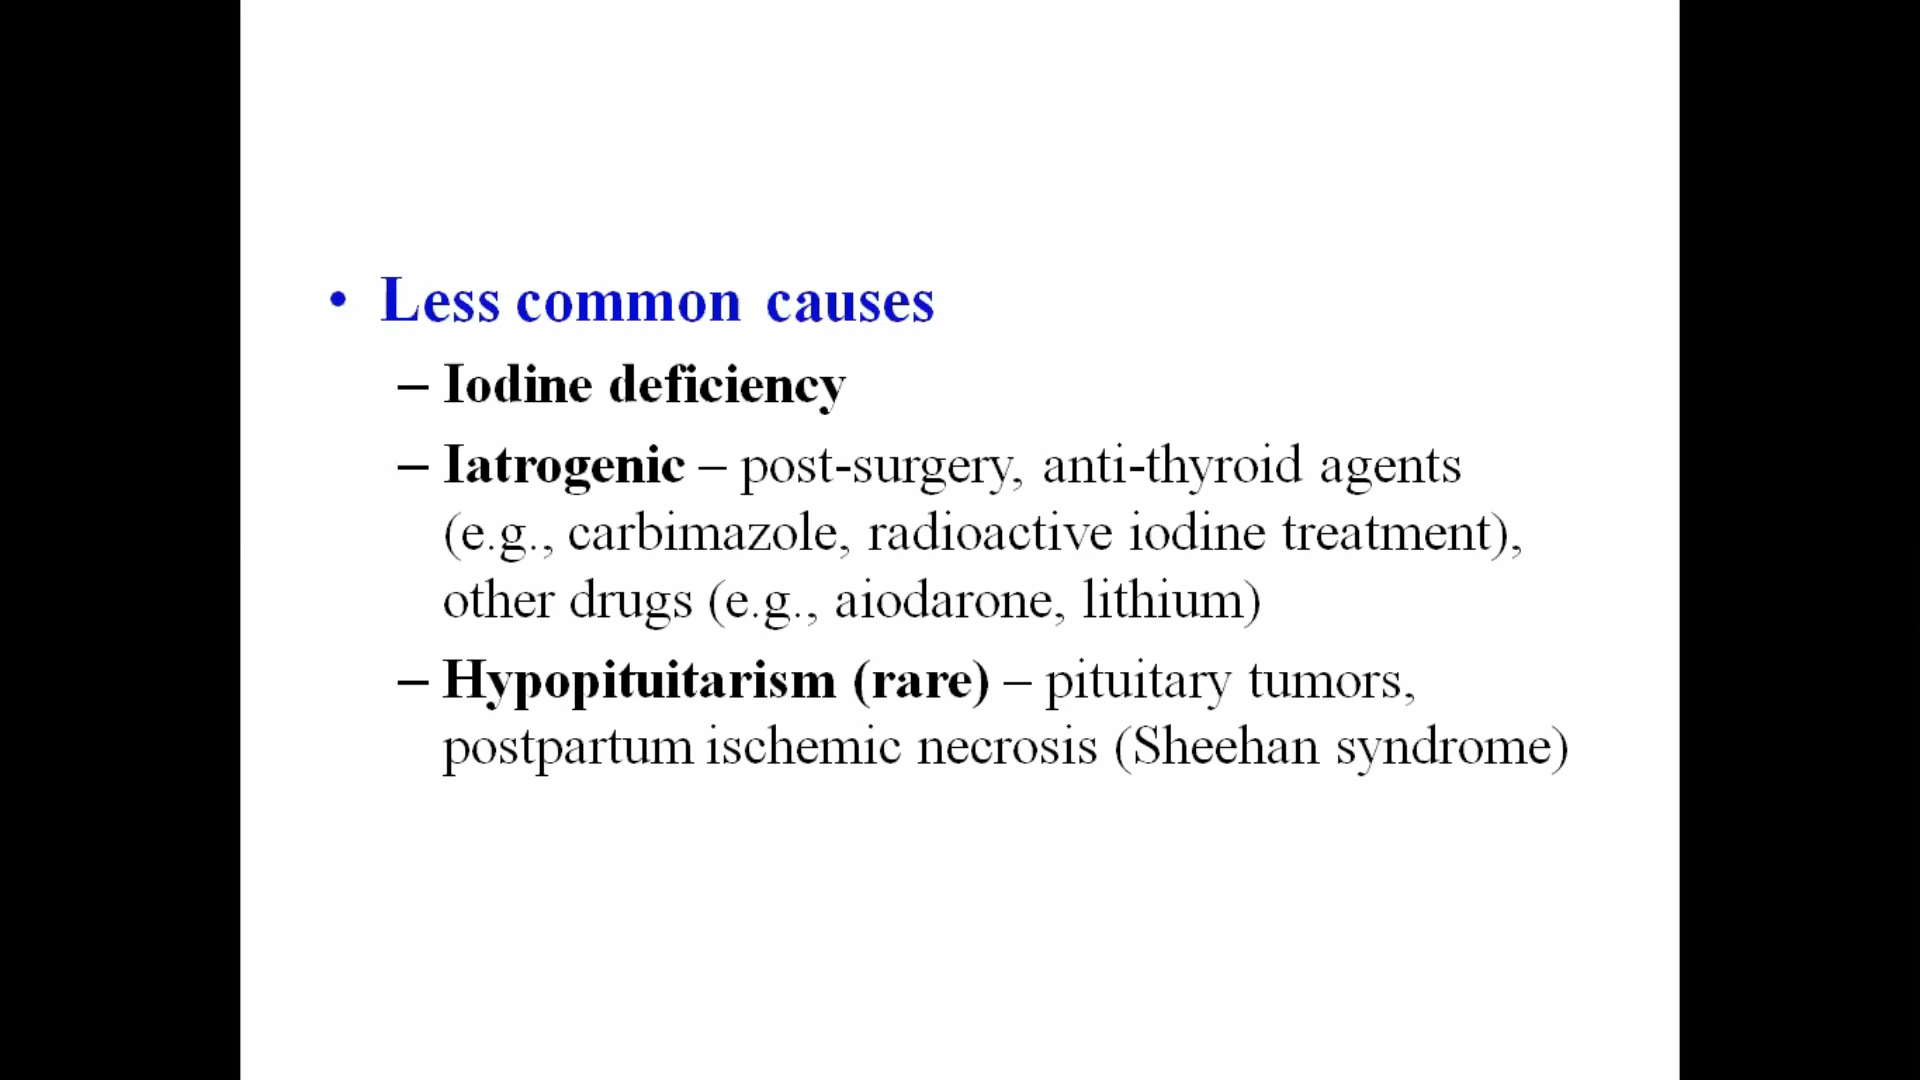 • Less common causes
– Iodine deficiency
– Iatrogenic – post-surgery, anti-thyroid agents
(e.g., carbimazole, radioactive iodine treatment),
other drugs (e.g., aiodarone, lithium)
– Hypopituitarism (rare) – pituitary tumors,
postpartum ischemic necrosis (Sheehan syndrome)